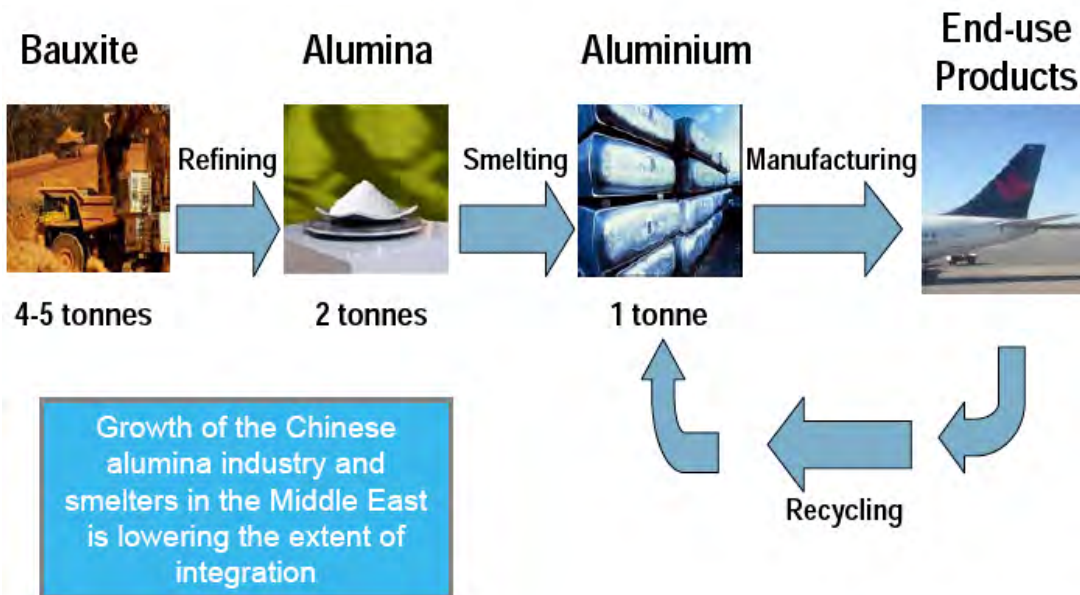 Bauxite
Alumina
Aluminium
End-use
Products
Refining
Smelting
Manufacturing
4-5 tonnes
2 tonnes
1 tonne
Growth of the Chinese
alumina industry and
smelters in the Middle East
is lowering the extent of
integration
Recycling